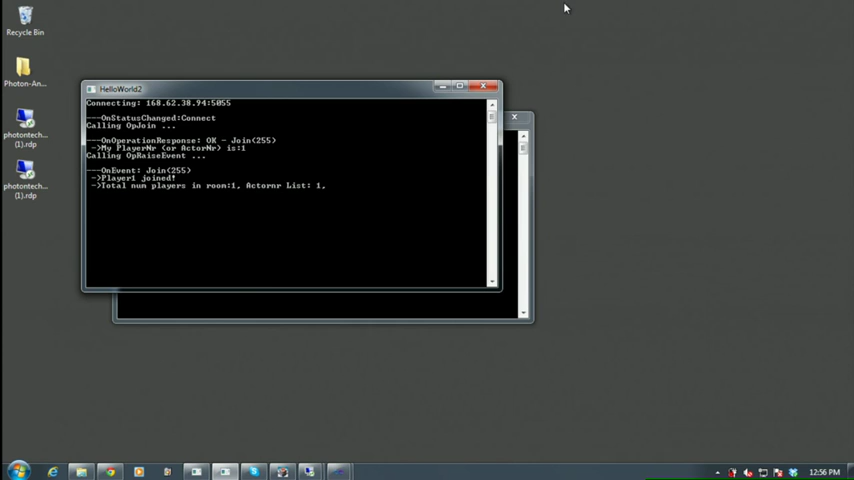 Recycle Bin
Photon-An...
photontech...
(1).rdp
photontech...
(1).rdp
HelloWorld2
Connecting: 168.62.38.94:5055
---OnStatusChanged:Connect
Calling OpJoin ...
---OnOperationResponse: OK - Join(255)
->My PlayerNr (or ActorNr) is:1
Calling OpRaiseEvent ...
---OnEvent: Join(255)
->Player1 joined!
->Total num players in room:1, Actornr List: 1,
12:56 PM